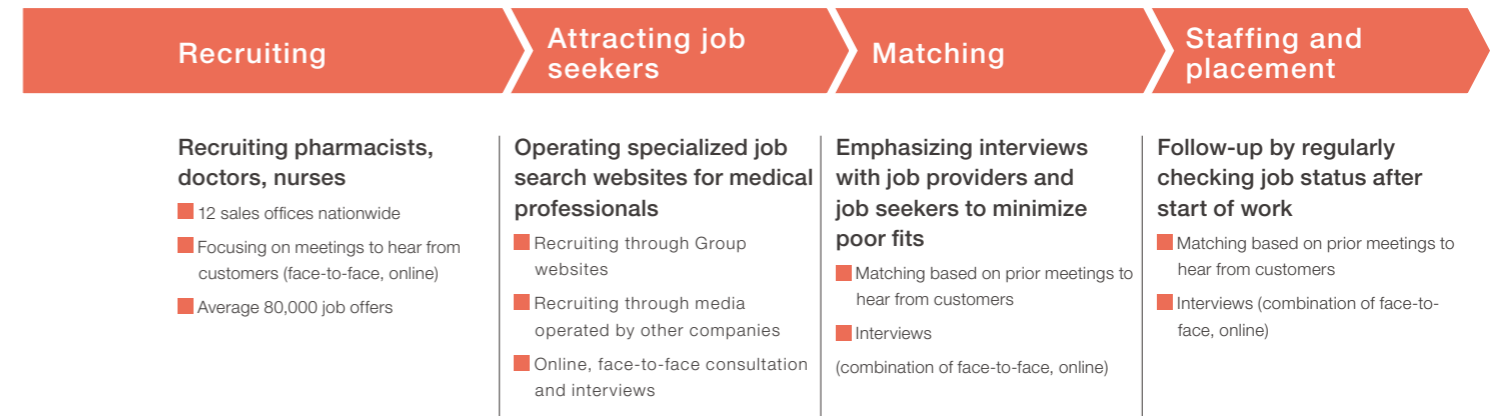 Recruiting
Attracting job
seekers
Matching
Staffing and
placement
Recruiting pharmacists,
doctors, nurses
12 sales offices nationwide
Focusing on meetings to hear from
customers (face-to-face, online)
Average 80,000 job offers
Operating specialized job
search websites for medical
professionals
Recruiting through Group
websites
Recruiting through media
operated by other companies
Online, face-to-face consultation
and interviews
Emphasizing interviews
with job providers and
job seekers to minimize
poor fits
Matching based on prior meetings to
hear from customers
Interviews
(combination of face-to-face, online)
Follow-up by regularly
checking job status after
start of work
Matching based on prior meetings to
hear from customers
Interviews (combination of face-to-
face, online)